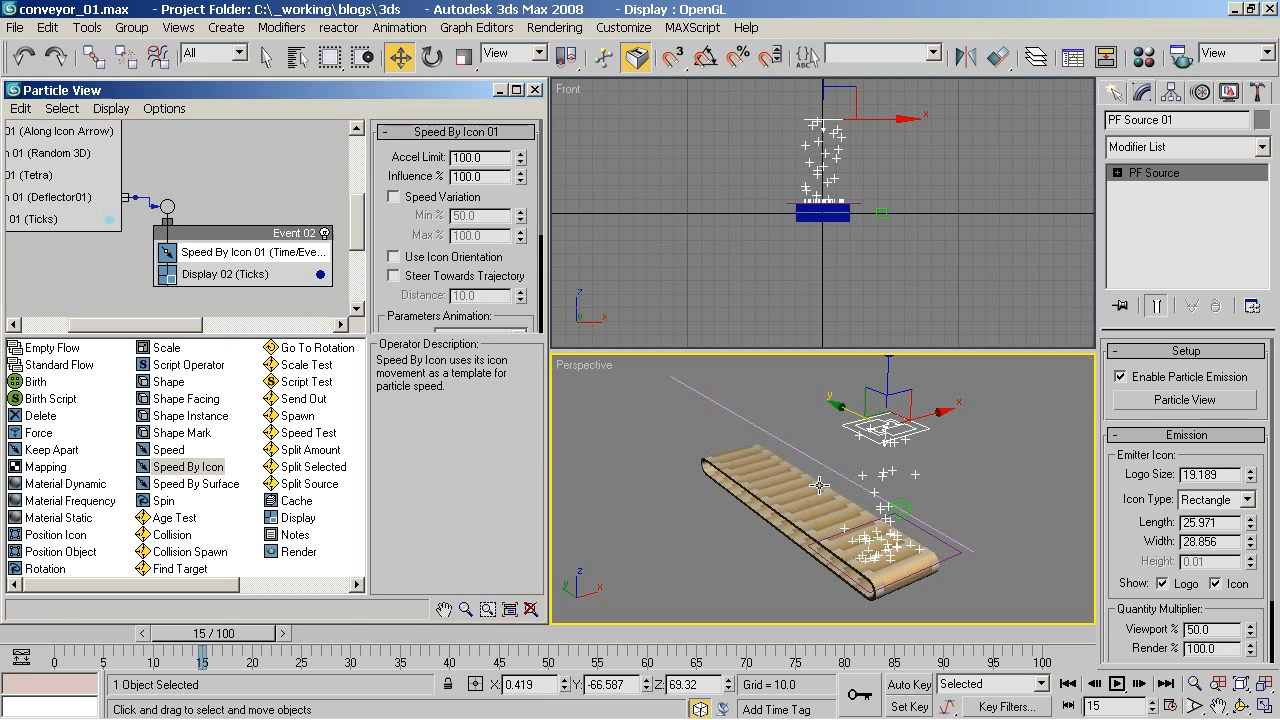 conveyor_01.max - Project Folder: C:\_working\blogs\3ds - Autodesk 3ds Max 2008 - Display : OpenGL
File Edit Tools Group Views Create Modifiers reactor Animation Graph Editors Rendering Customize MAXScript Help
All View 3 % ABC View
Particle View
Edit Select Display Options
Front
z
x
x
01 (Along Icon Arrow)
01 (Random 3D)
01 (Tetra)
(Deflector01)
01 (Ticks)
Event 02
Speed By Icon 01 (Time/Eve...
Display 02 (Ticks)
- Speed By Icon 01
Accel Limit: 100.0
Influence % 100.0
Speed Variation
Min % 50.0
Max % 100.0
Use Icon Orientation
Steer Towards Trajectory
Distance: 10.0
Parameters Animation:
Empty Flow
Standard Flow
Birth
Birth Script
Delete
Force
Keep Apart
Mapping
Material Dynamic
Material Frequency
Material Static
Position Icon
Position Object
Rotation
Scale
Script Operator
Shape
Shape Facing
Shape Instance
Shape Mark
Speed
Speed By Icon
Speed By Surface
Spin
Age Test
Collision
Collision Spawn
Find Target
Go To Rotation
Scale Test
Script Test
Send Out
Spawn
Speed Test
Split Amount
Split Selected
Split Source
Cache
Display
Notes
Render
Operator Description:
Speed By Icon uses its icon
movement as a template for
particle speed.
Perspective
y
x
z
x
y
PF Source 01
Modifier List
PF Source
- Setup
Enable Particle Emission
Particle View
- Emission
Emitter Icon:
Logo Size: 19.189
Icon Type: Rectangle
Length: 25.971
Width: 28.856
Height: 0.01
Show: Logo Icon
Quantity Multiplier:
Viewport % 50.0
Render % 100.0
< 15 / 100 >
0 5 10 15 20 25 30 35 40 45 50 55 60 65 70 75 80 85 90 95 100
1 Object Selected X: 0.419 Y: -66.587 Z: 69.32 Grid = 10.0 Auto Key Selected
Click and drag to select and move objects Add Time Tag Set Key Key Filters... 15